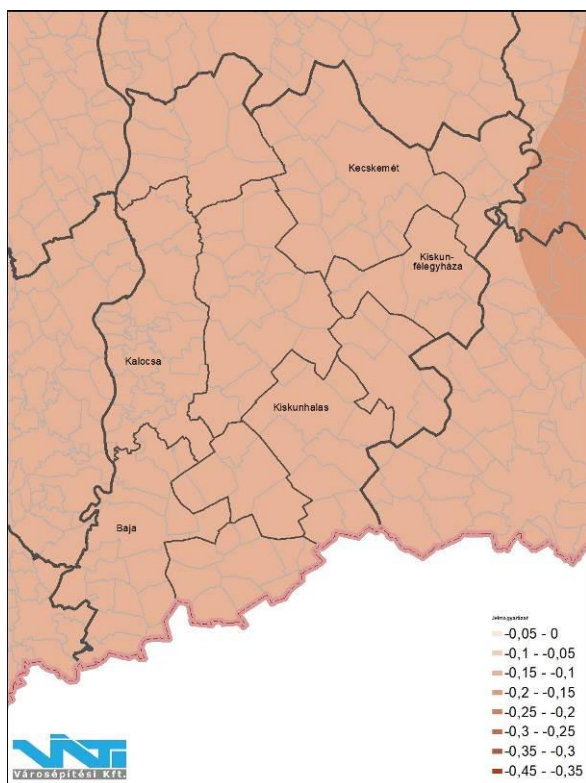 Kecskemét
Kiskun-
félegyháza
Kalocsa
Kiskunhalas
Baja
Jelmagyarázat
-0,05 - 0
-0,1 - -0,05
-0,15 - -0,1
-0,2 - -0,15
-0,25 - -0,2
-0,3 - -0,25
-0,35 - -0,3
-0,45 - -0,35
VÁTI
Városépítési Kft.